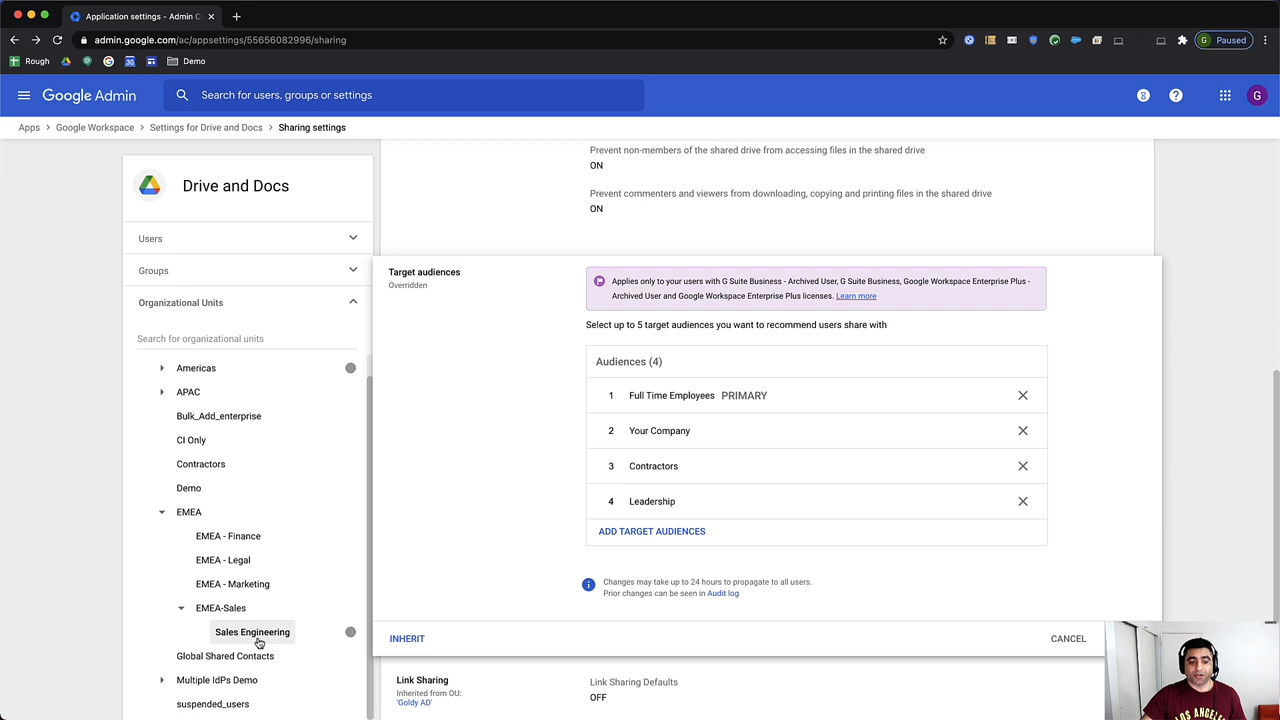 Application settings - Admin C
admin.google.com/ac/appsettings/55656082996/sharing
G Paused
Rough
Demo
Google Admin
Search for users, groups or settings
G
Apps > Google Workspace > Settings for Drive and Docs > Sharing settings
Drive and Docs
Users
Groups
Organizational Units
Search for organizational units
Americas
APAC
Bulk_Add_enterprise
CI Only
Contractors
Demo
EMEA
EMEA - Finance
EMEA - Legal
EMEA - Marketing
EMEA-Sales
Sales Engineering
Global Shared Contacts
Multiple IdPs Demo
suspended_users
Prevent non-members of the shared drive from accessing files in the shared drive
ON
Prevent commenters and viewers from downloading, copying and printing files in the shared drive
ON
Target audiences
Overridden
Applies only to your users with G Suite Business - Archived User, G Suite Business, Google Workspace Enterprise Plus -
Archived User and Google Workspace Enterprise Plus licenses. Learn more
Select up to 5 target audiences you want to recommend users share with
Audiences (4)
1 Full Time Employees PRIMARY
2 Your Company
3 Contractors
4 Leadership
ADD TARGET AUDIENCES
Changes may take up to 24 hours to propagate to all users.
Prior changes can be seen in Audit log
INHERIT
CANCEL
Link Sharing
Inherited from OU:
'Goldy AD'
Link Sharing Defaults
OFF
LOS ANGELES